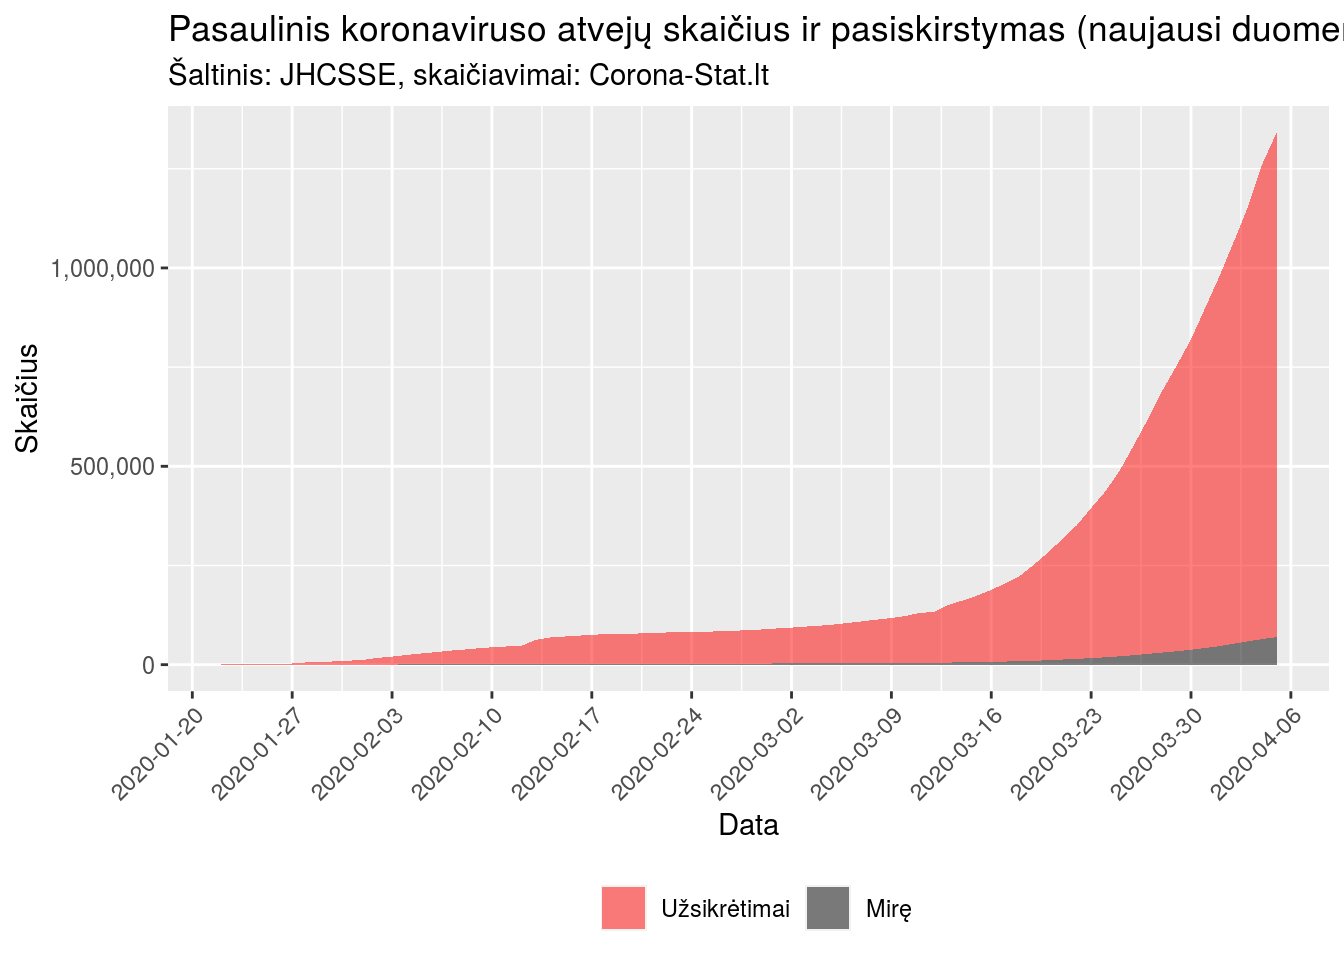 Pasaulinis koronaviruso atvejų skaičius ir pasiskirstymas (naujausi
Šaltinis: JHCSSE, skaičiavimai: Corona-Stat.lt
Skaičius
1,000,000
500,000
0
2020-01-20
2020-01-27
2020-02-03
2020-02-10
2020-02-17
2020-02-24
2020-03-02
2020-03-09
2020-03-16
2020-03-23
2020-03-30
2020-04-06
Data
Užsikrėtimai
Mirę